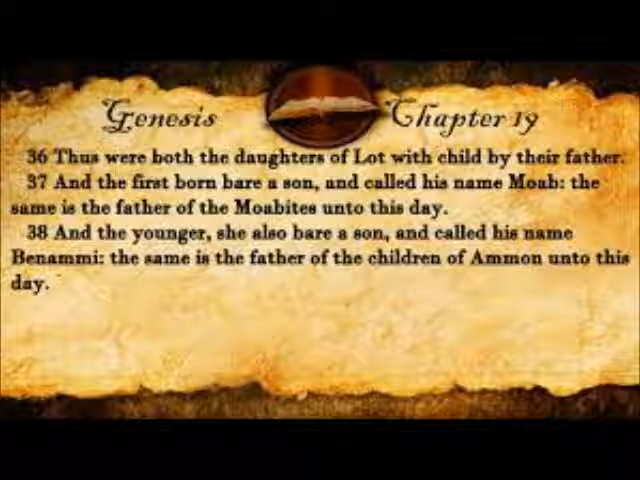 Genesis Chapter 19
36 Thus were both the daughters of Lot with child by their father.
37 And the first born bare a son, and called his name Moab: the
same is the father of the Moabites unto this day.
38 And the younger, she also bare a son, and called his name
Benammi: the same is the father of the children of Ammon unto this
day.